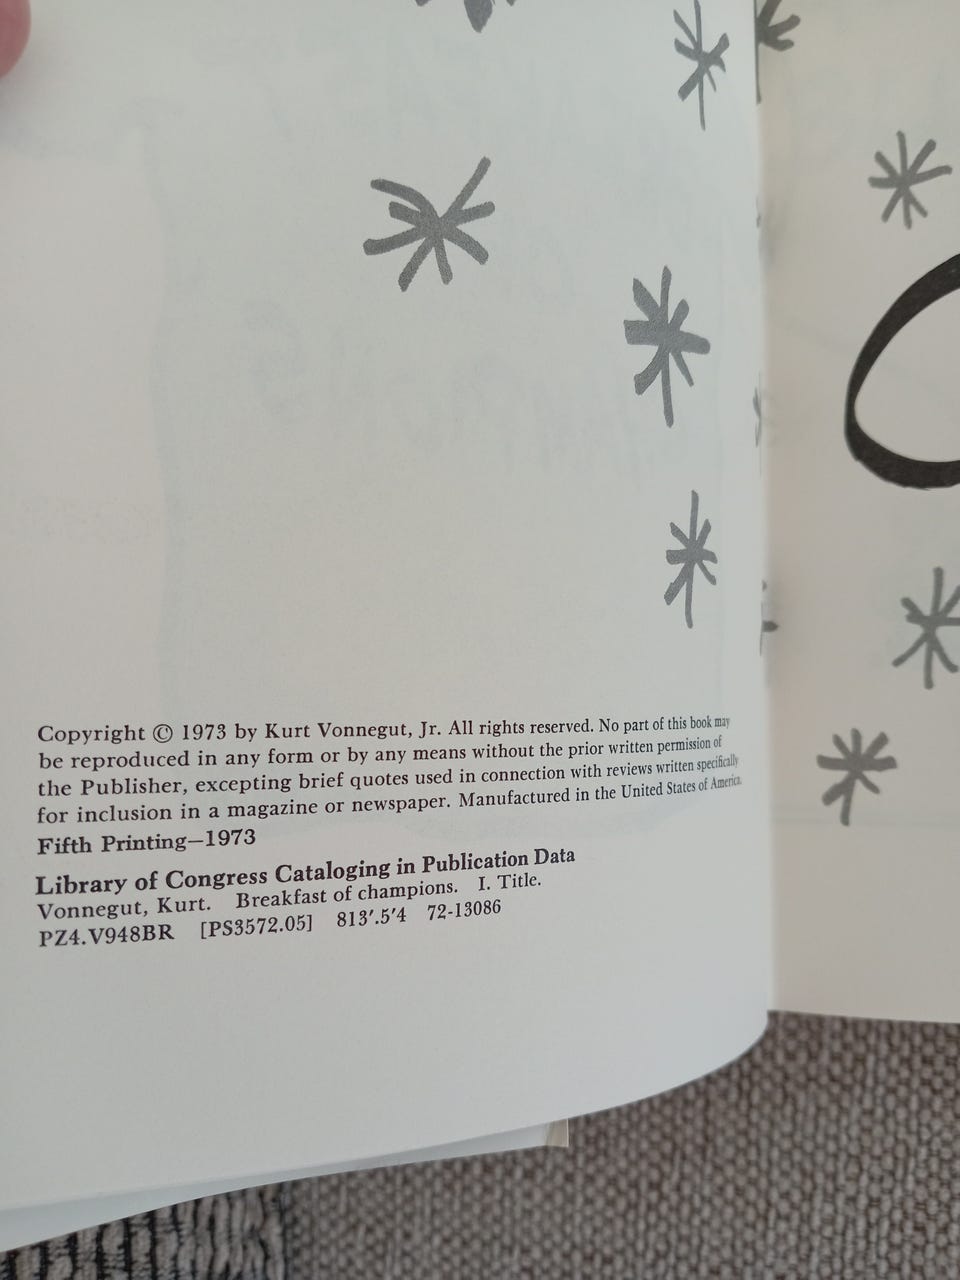 Copyright © 1973 by Kurt Vonnegut, Jr. All rights reserved. No part of this book may
be reproduced in any form or by any means without the prior written permission of
the Publisher, excepting brief quotes used in connection with reviews written specifically
for inclusion in a magazine or newspaper. Manufactured in the United States of America.
Fifth Printing—1973
Library of Congress Cataloging in Publication Data
Vonnegut, Kurt. Breakfast of champions. I. Title.
PZ4.V948BR [PS3572.05] 813'.5'4 72-13086